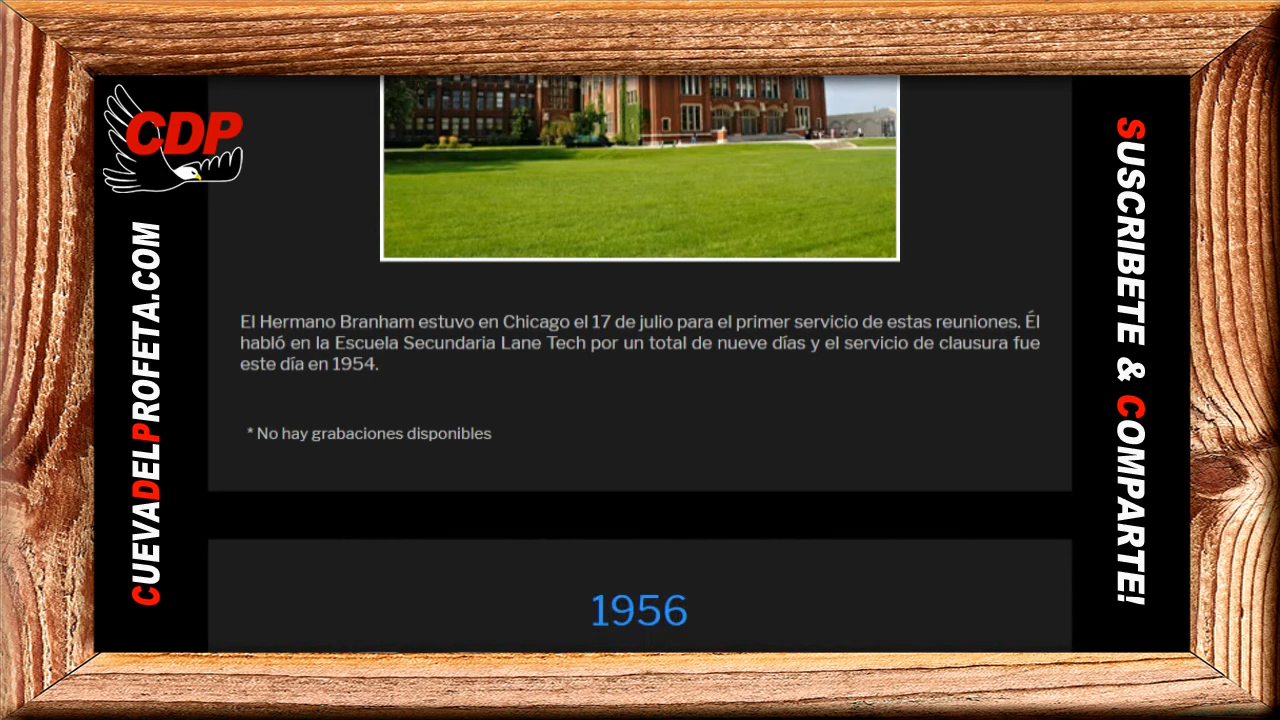 CDP
CUEVADELPROFETA.COM
El Hermano Branham estuvo en Chicago el 17 de julio para el primer servicio de estas reuniones. Él
habló en la Escuela Secundaria Lane Tech por un total de nueve días y el servicio de clausura fue
este día en 1954.
* No hay grabaciones disponibles
1956
SUSCRIBETE & COMPARTE!